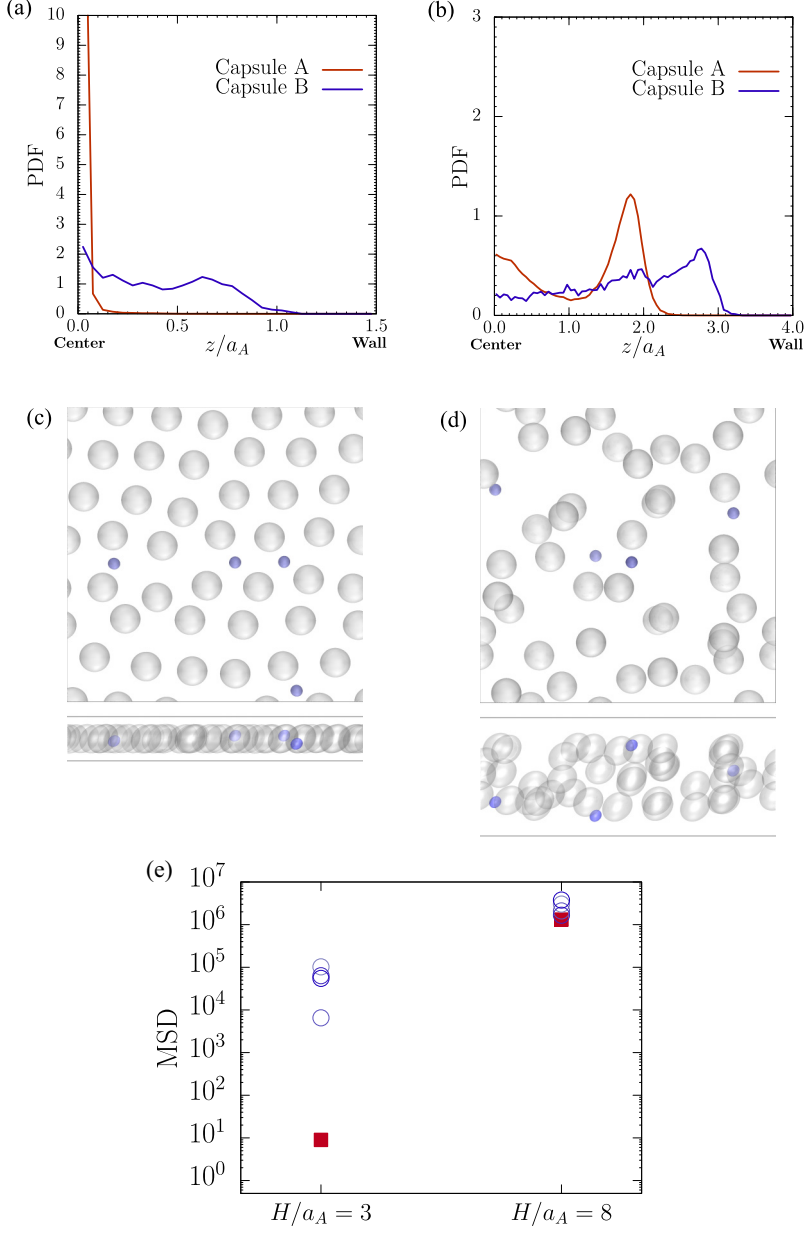 (a)
10
9
8
7
6
5
4
3
2
1
0
PDF
Capsule A
Capsule B
0.0
0.5
1.0
1.5
Center
z/a_A
Wall
(b)
3
2
1
0
PDF
Capsule A
Capsule B
0.0
1.0
2.0
3.0
4.0
Center
z/a_A
Wall
(c)
(d)
(e)
10^7
10^6
10^5
10^4
10^3
10^2
10^1
10^0
MSD
H/a_A = 3
H/a_A = 8